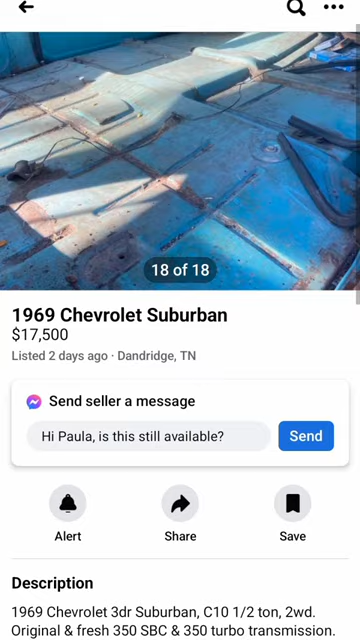 18 of 18
1969 Chevrolet Suburban
$17,500
Listed 2 days ago · Dandridge, TN
Send seller a message
Hi Paula, is this still available?
Send
Alert
Share
Save
Description
1969 Chevrolet 3dr Suburban, C10 1/2 ton, 2wd.
Original & fresh 350 SBC & 350 turbo transmission.